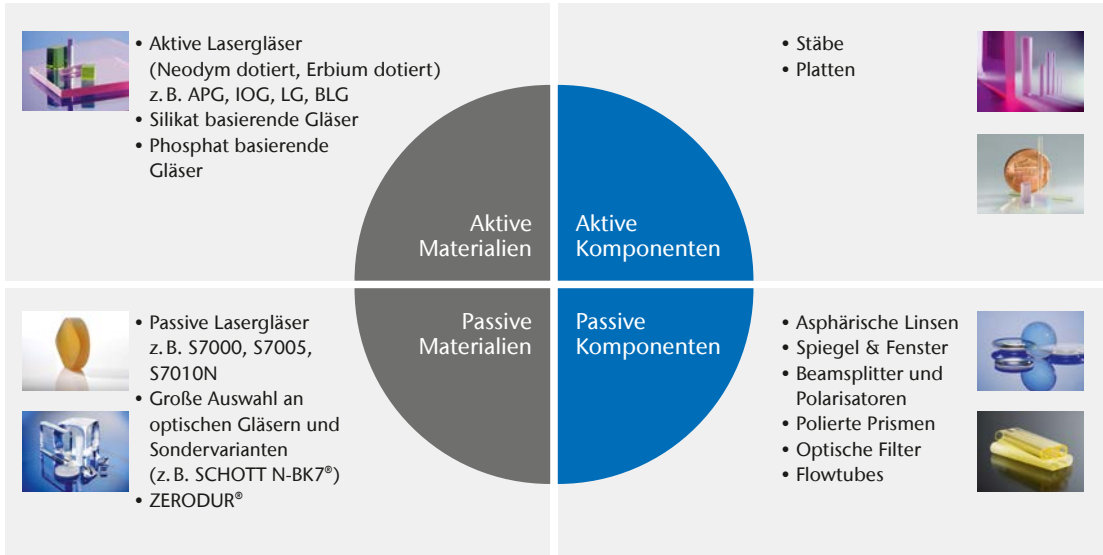 • Aktive Lasergläser
(Neodym dotiert, Erbium dotiert)
z. B. APG, IOG, LG, BLG
• Silikat basierende Gläser
• Phosphat basierende
Gläser
Aktive
Materialien
• Stäbe
• Platten
Aktive
Komponenten
• Passive Lasergläser
z. B. S7000, S7005,
S7010N
• Große Auswahl an
optischen Gläsern und
Sondervarianten
(z. B. SCHOTT N-BK7®)
• ZERODUR®
Passive
Materialien
Passive
Komponenten
• Asphärische Linsen
• Spiegel & Fenster
• Beamsplitter und
Polarisatoren
• Polierte Prismen
• Optische Filter
• Flowtubes